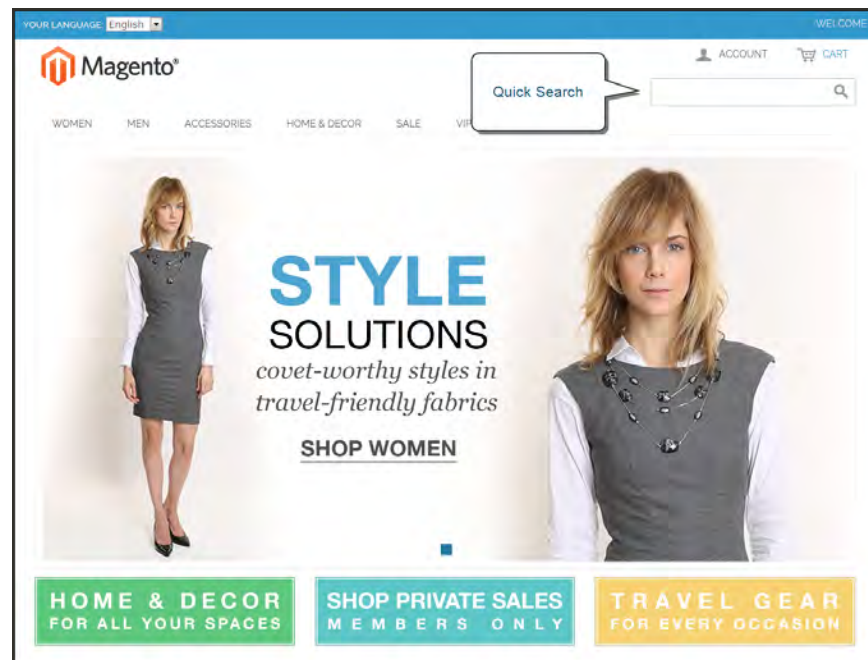 YOUR LANGUAGE: English WELCOME
Magento®
ACCOUNT CART
Quick Search
WOMEN MEN ACCESSORIES HOME & DECOR SALE VIP
STYLE
SOLUTIONS
covet-worthy styles in
travel-friendly fabrics
SHOP WOMEN
HOME & DECOR
FOR ALL YOUR SPACES
SHOP PRIVATE SALES
MEMBERS ONLY
TRAVEL GEAR
FOR EVERY OCCASION